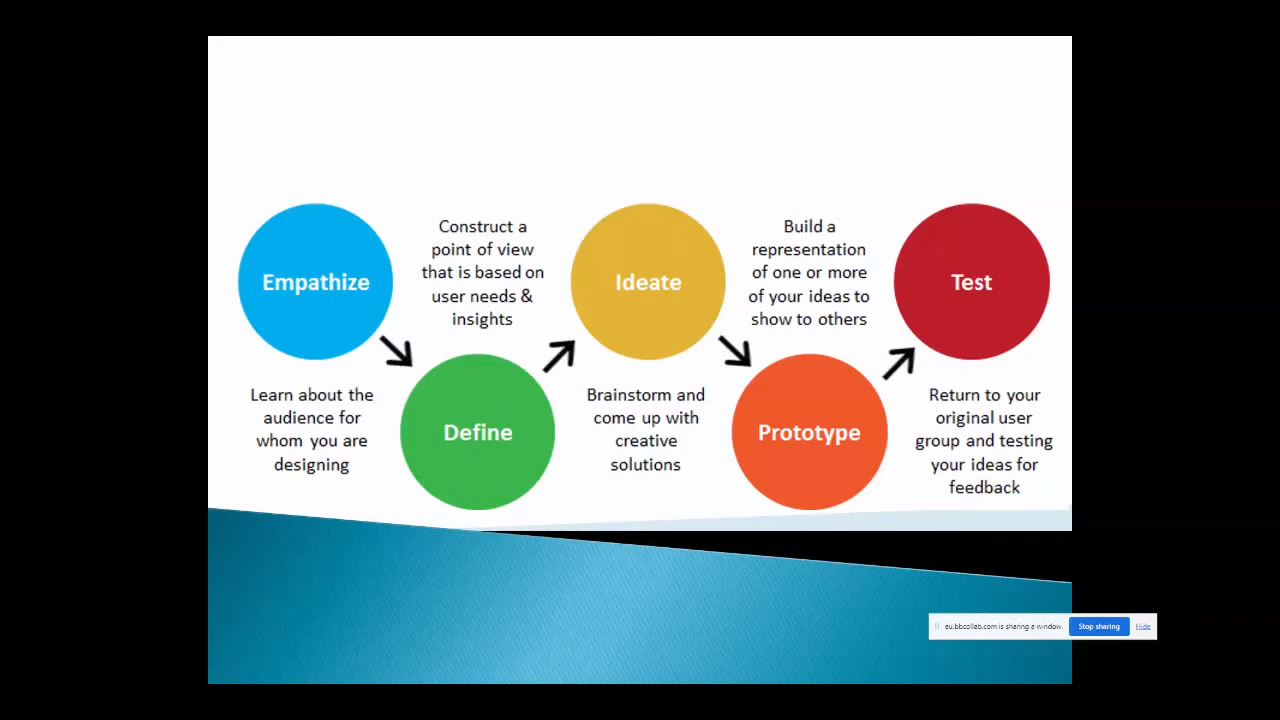 Empathize
Learn about the
audience for
whom you are
designing
Construct a
point of view
that is based on
user needs &
insights
Define
Ideate
Brainstorm and
come up with
creative
solutions
Build a
representation
of one or more
of your ideas to
show to others
Prototype
Test
Return to your
original user
group and testing
your ideas for
feedback
eu.bbcollab.com is sharing a window. Stop sharing Hide